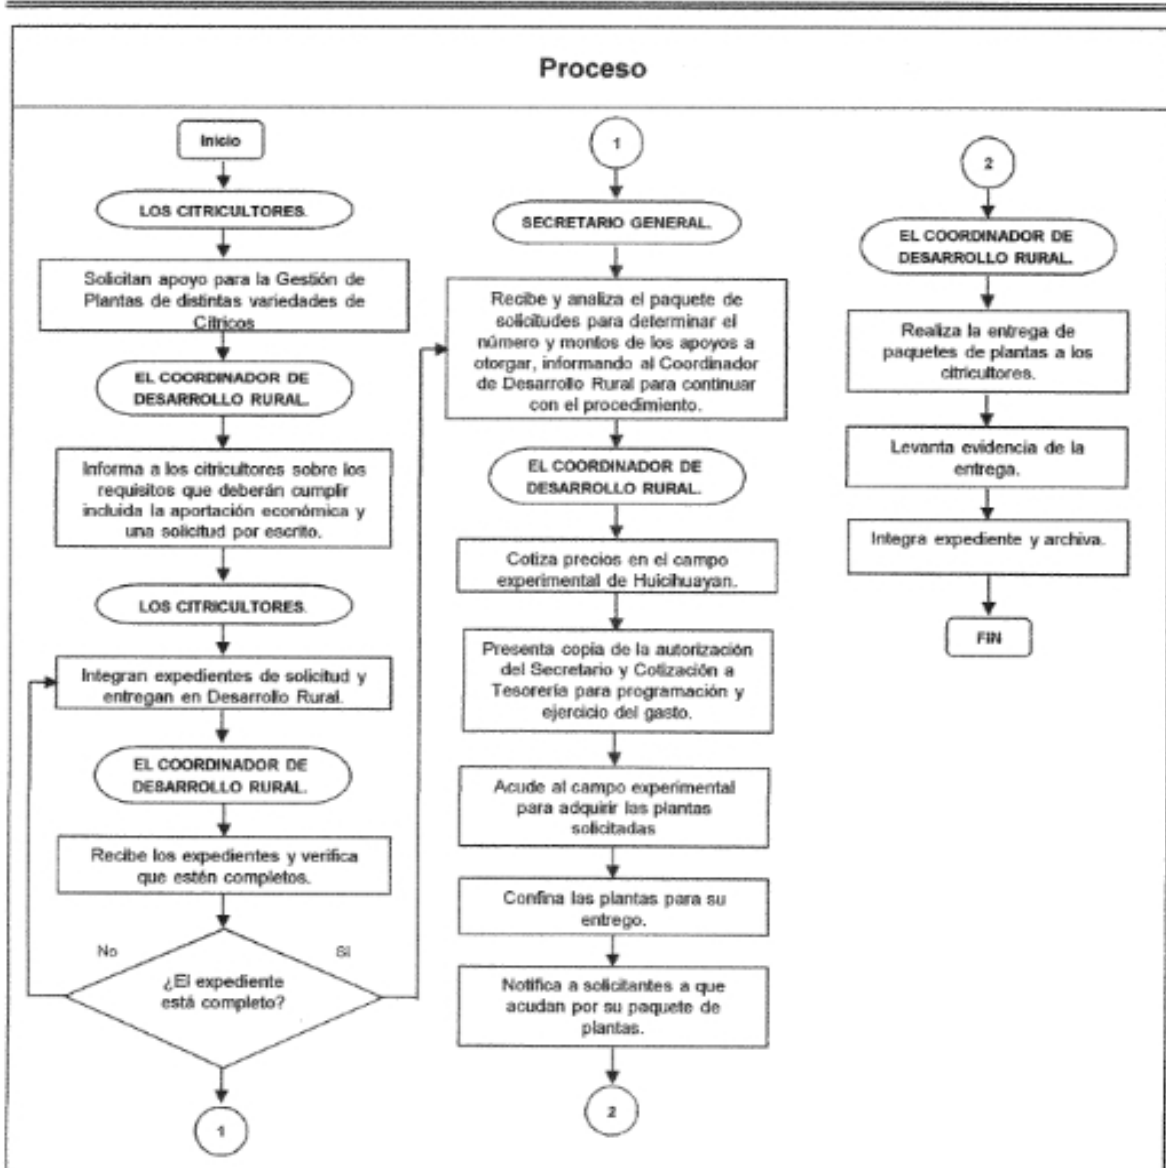 Proceso
Inicio
LOS CITRICULTORES.
Solicitan apoyo para la Gestión de
Plantas de distintas variedades de
Cítricos
EL COORDINADOR DE
DESARROLLO RURAL.
Informa a los citricultores sobre los
requisitos que deberán cumplir
incluida la aportación económica y
una solicitud por escrito.
LOS CITRICULTORES.
Integran expedientes de solicitud y
entregan en Desarrollo Rural.
EL COORDINADOR DE
DESARROLLO RURAL.
Recibe los expedientes y verifica
que estén completos.
No
Si
¿El expediente
está completo?
1
1
SECRETARIO GENERAL.
Recibe y analiza el paquete de
solicitudes para determinar el
número y montos de los apoyos a
otorgar, informando al Coordinador
de Desarrollo Rural para continuar
con el procedimiento.
EL COORDINADOR DE
DESARROLLO RURAL.
Cotiza precios en el campo
experimental de Huicihuayan.
Presenta copia de la autorización
del Secretario y Cotización a
Tesorería para programación y
ejercicio del gasto.
Acude al campo experimental
para adquirir las plantas
solicitadas
Confina las plantas para su
entrego.
Notifica a solicitantes a que
acudan por su paquete de
plantas.
2
2
EL COORDINADOR DE
DESARROLLO RURAL.
Realiza la entrega de
paquetes de plantas a los
citricultores.
Levanta evidencia de la
entrega.
Integra expediente y archiva.
FIN